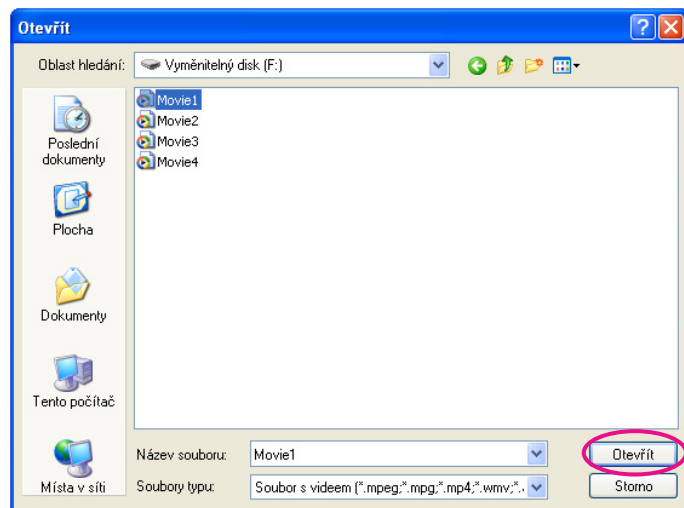 Otevřít
Oblast hledání: Vyměnitelný disk (F:)
Movie1
Movie2
Movie3
Movie4
Poslední
dokumenty
Plocha
Dokumenty
Tento počítač
Místa v síti
Název souboru: Movie1 Otevřít
Soubory typu: Soubor s videem (*.mpeg;*.mpg;*.mp4;*.wmv;*. Storno